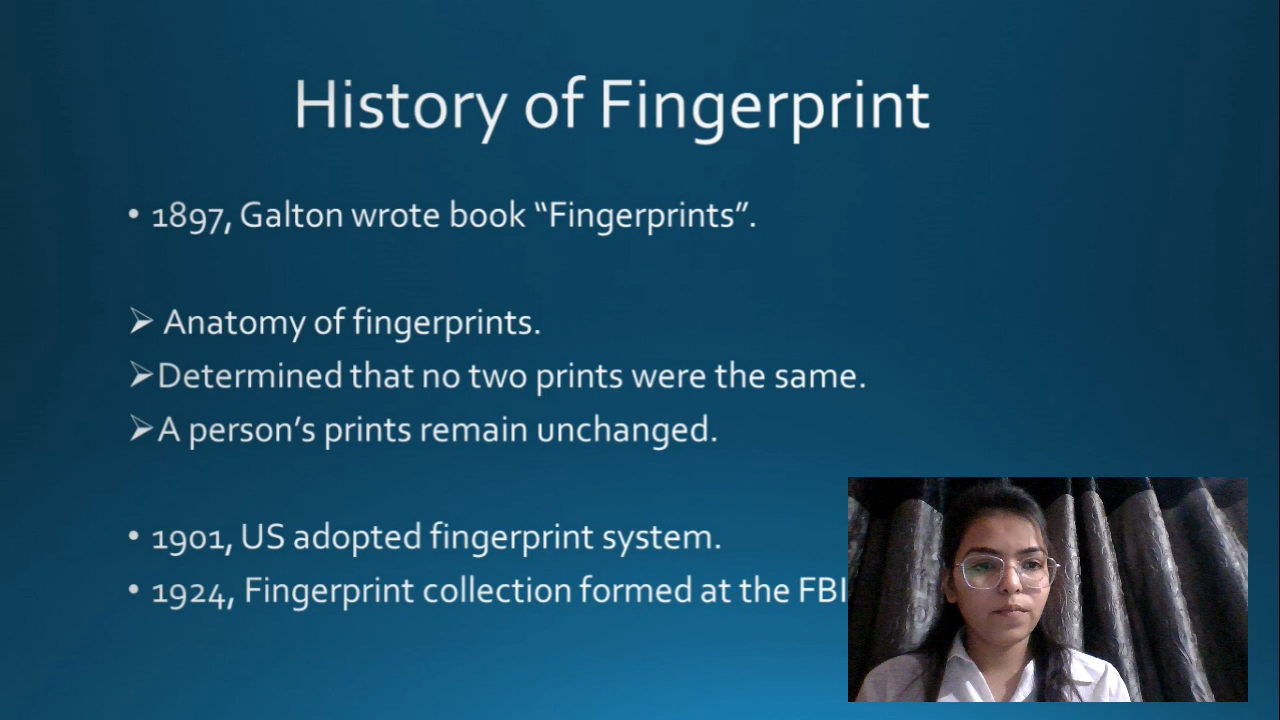 History of Fingerprint
• 1897, Galton wrote book “Fingerprints”.
➢ Anatomy of fingerprints.
➢Determined that no two prints were the same.
➢A person’s prints remain unchanged.
• 1901, US adopted fingerprint system.
• 1924, Fingerprint collection formed at the FBI